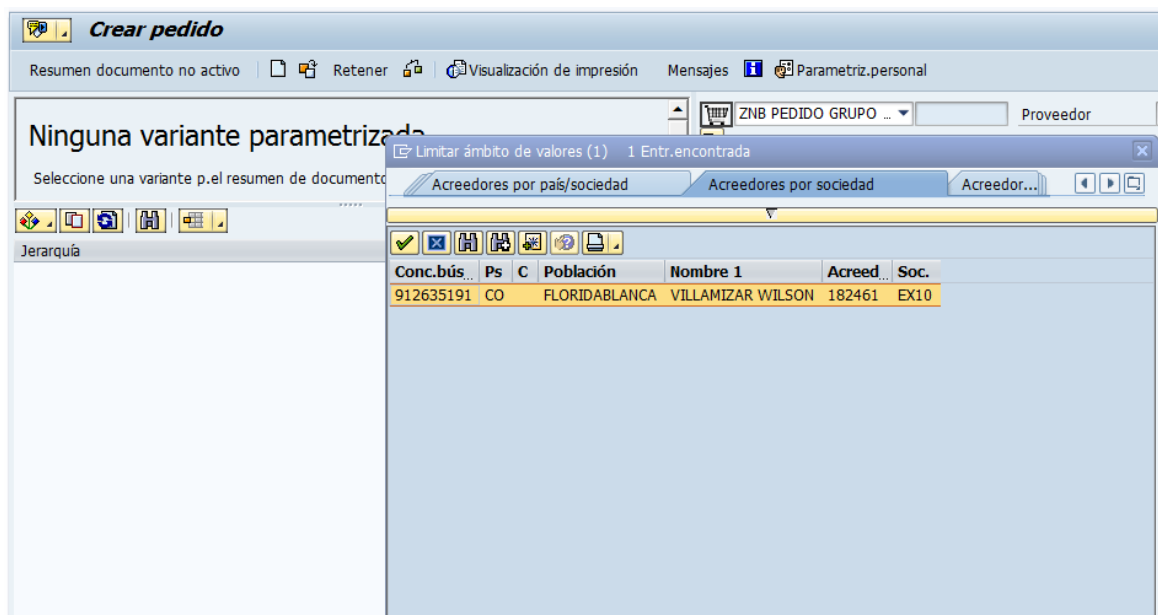 Crear pedido
Resumen documento no activo Retener Visualización de impresión Mensajes Parametriz.personal
ZNB PEDIDO GRUPO ... Proveedor
Ninguna variante parametrizada
Limitar ámbito de valores (1) 1 Entr.encontrada
Seleccione una variante p.el resumen de documento
Acreedores por país/sociedad Acreedores por sociedad Acreedor...
Jerarquía
Conc.bús... Ps C Población Nombre 1 Acreed... Soc.
912635191 CO FLORIDABLANCA VILLAMIZAR WILSON 182461 EX10